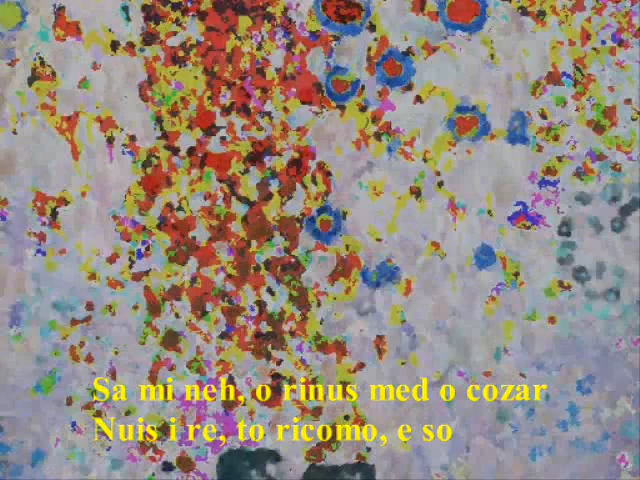 Sa mi neh, o rinus med o cozar
Nuis i re, to ricomo, e so